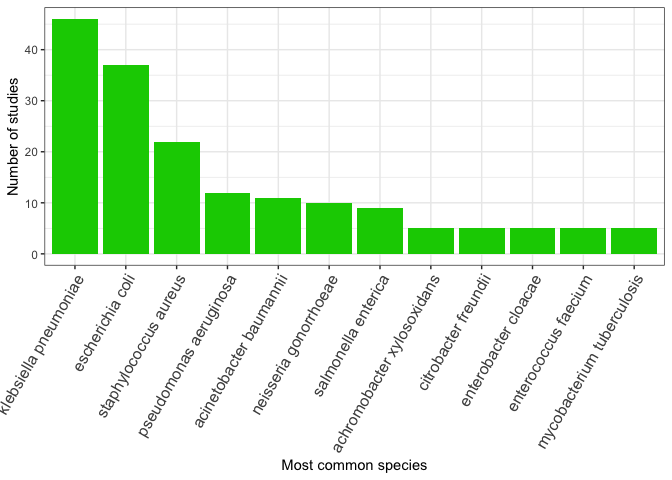 Number of studies
40
30
20
10
0
klebsiella pneumoniae
escherichia coli
staphylococcus aureus
pseudomonas aeruginosa
acinetobacter baumannii
neisseria gonorrhoeae
salmonella enterica
achromobacter xylosoxidans
citrobacter freundii
enterobacter cloacae
enterococcus faecium
mycobacterium tuberculosis
Most common species